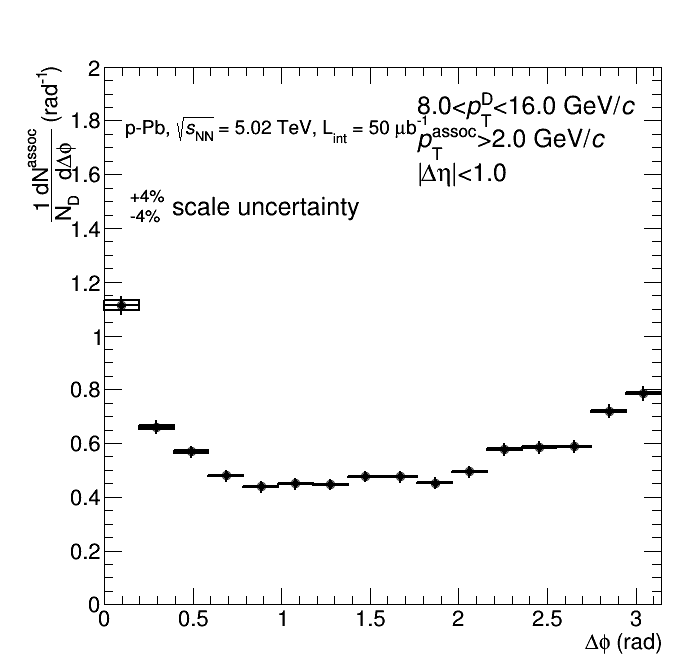 1 dN^assoc / N_D dΔϕ (rad^-1)
2
1.8
1.6
1.4
1.2
1
0.8
0.6
0.4
0.2
0
p-Pb, √s_NN = 5.02 TeV, L_int = 50 μb^-1
8.0<p_T^D<16.0 GeV/c
p_T^assoc>2.0 GeV/c
|Δη|<1.0
+4%
-4% scale uncertainty
0 0.5 1 1.5 2 2.5 3
Δϕ (rad)